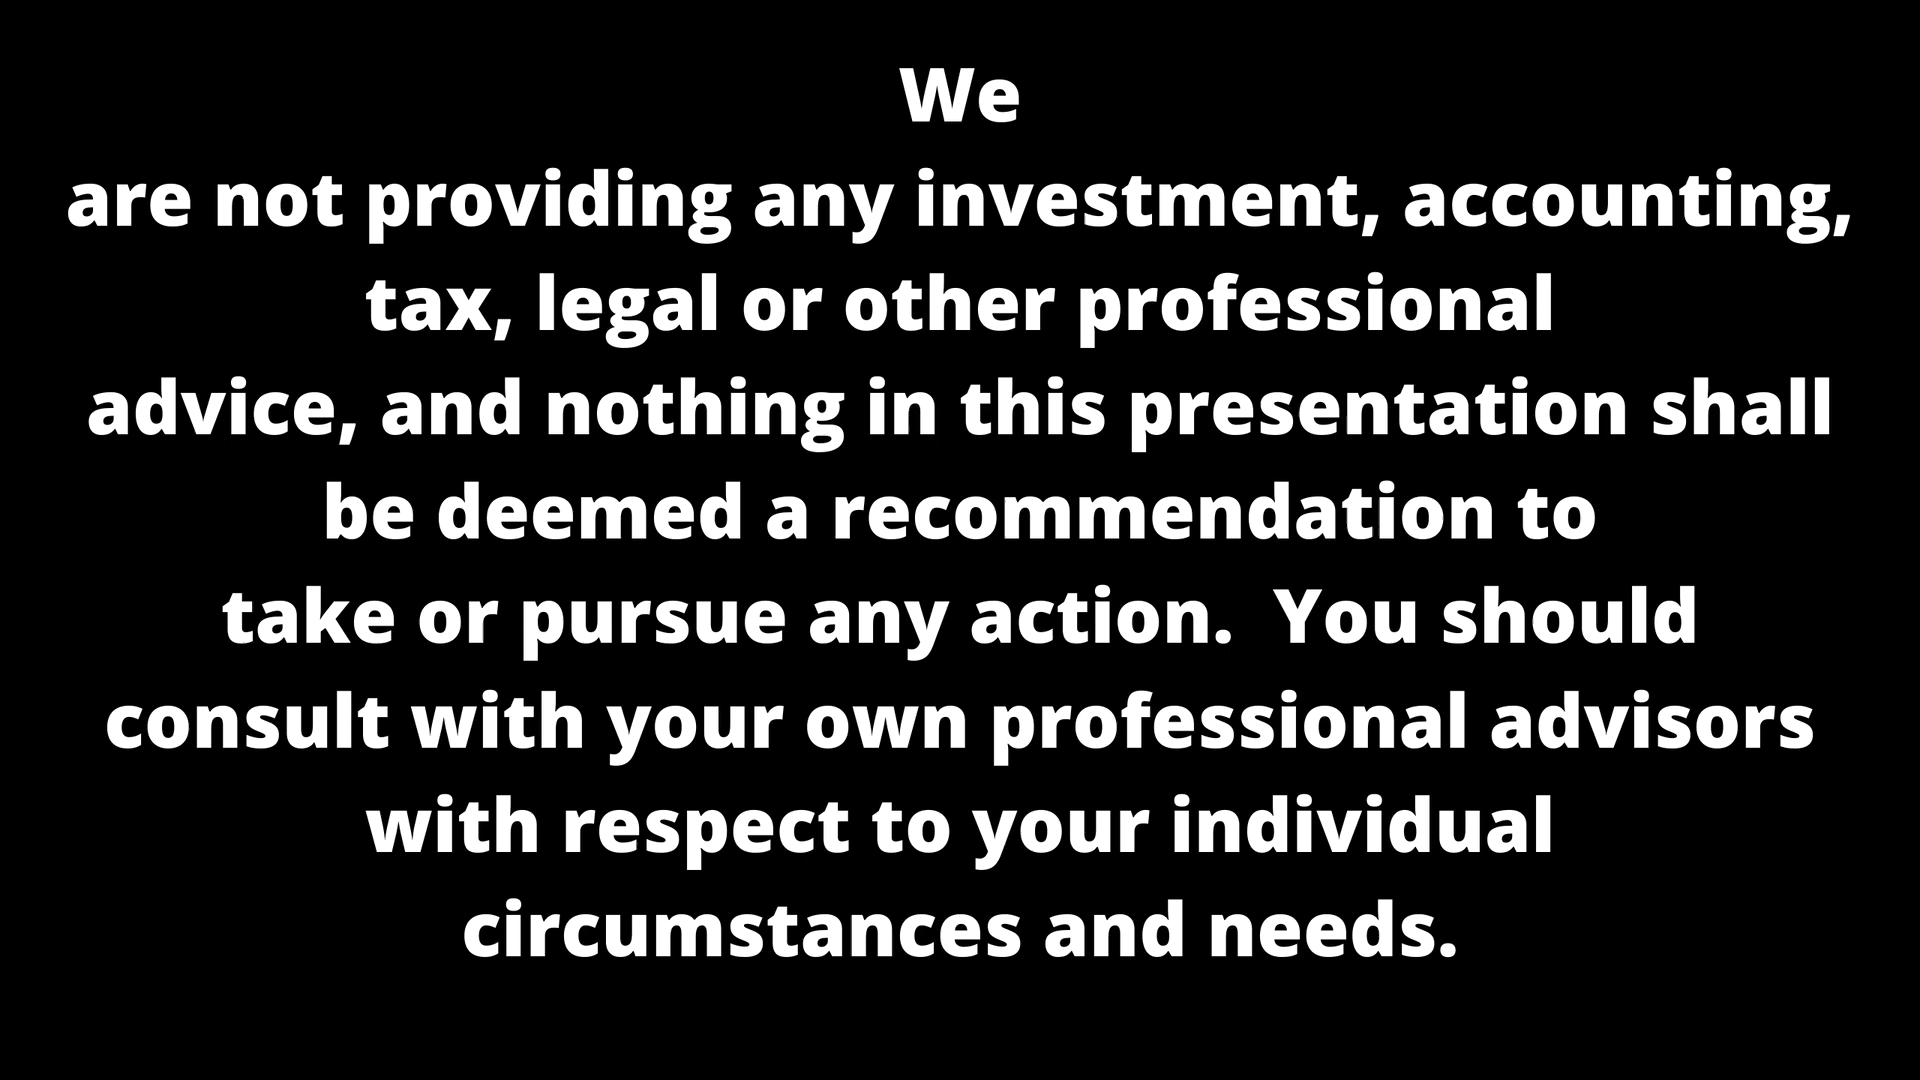 We
are not providing any investment, accounting,
tax, legal or other professional
advice, and nothing in this presentation shall
be deemed a recommendation to
take or pursue any action.  You should
consult with your own professional advisors
with respect to your individual
circumstances and needs.